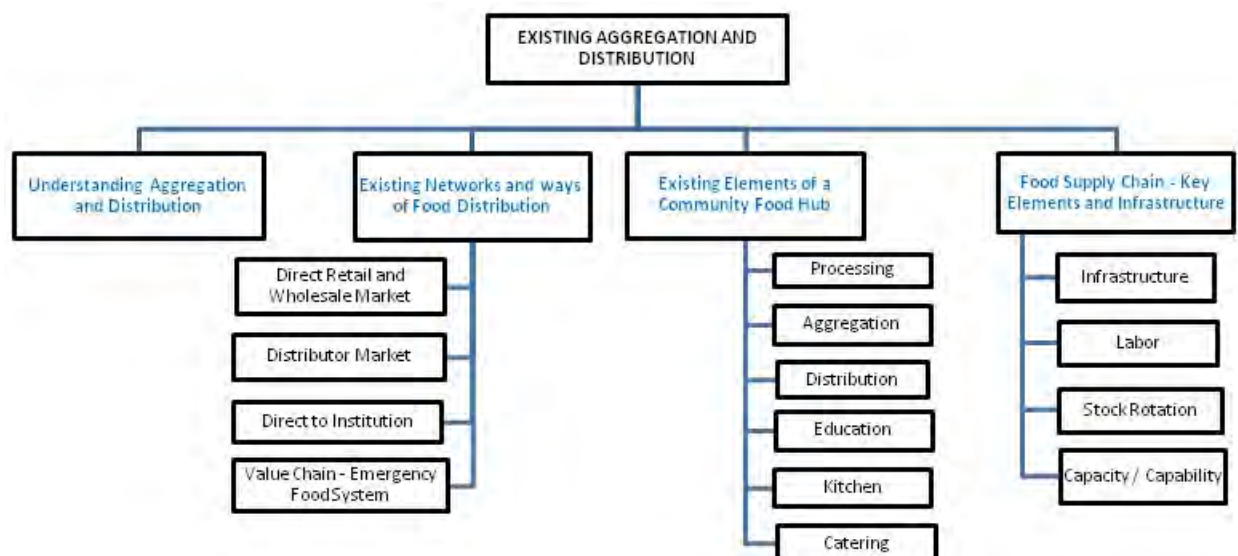 EXISTING AGGREGATION AND
DISTRIBUTION
Understanding Aggregation
and Distribution
Existing Networks and ways
of Food Distribution
Direct Retail and
Wholesale Market
Distributor Market
Direct to Institution
Value Chain - Emergency
Food System
Existing Elements of a
Community Food Hub
Processing
Aggregation
Distribution
Education
Kitchen
Catering
Food Supply Chain - Key
Elements and Infrastructure
Infrastructure
Labor
Stock Rotation
Capacity / Capability